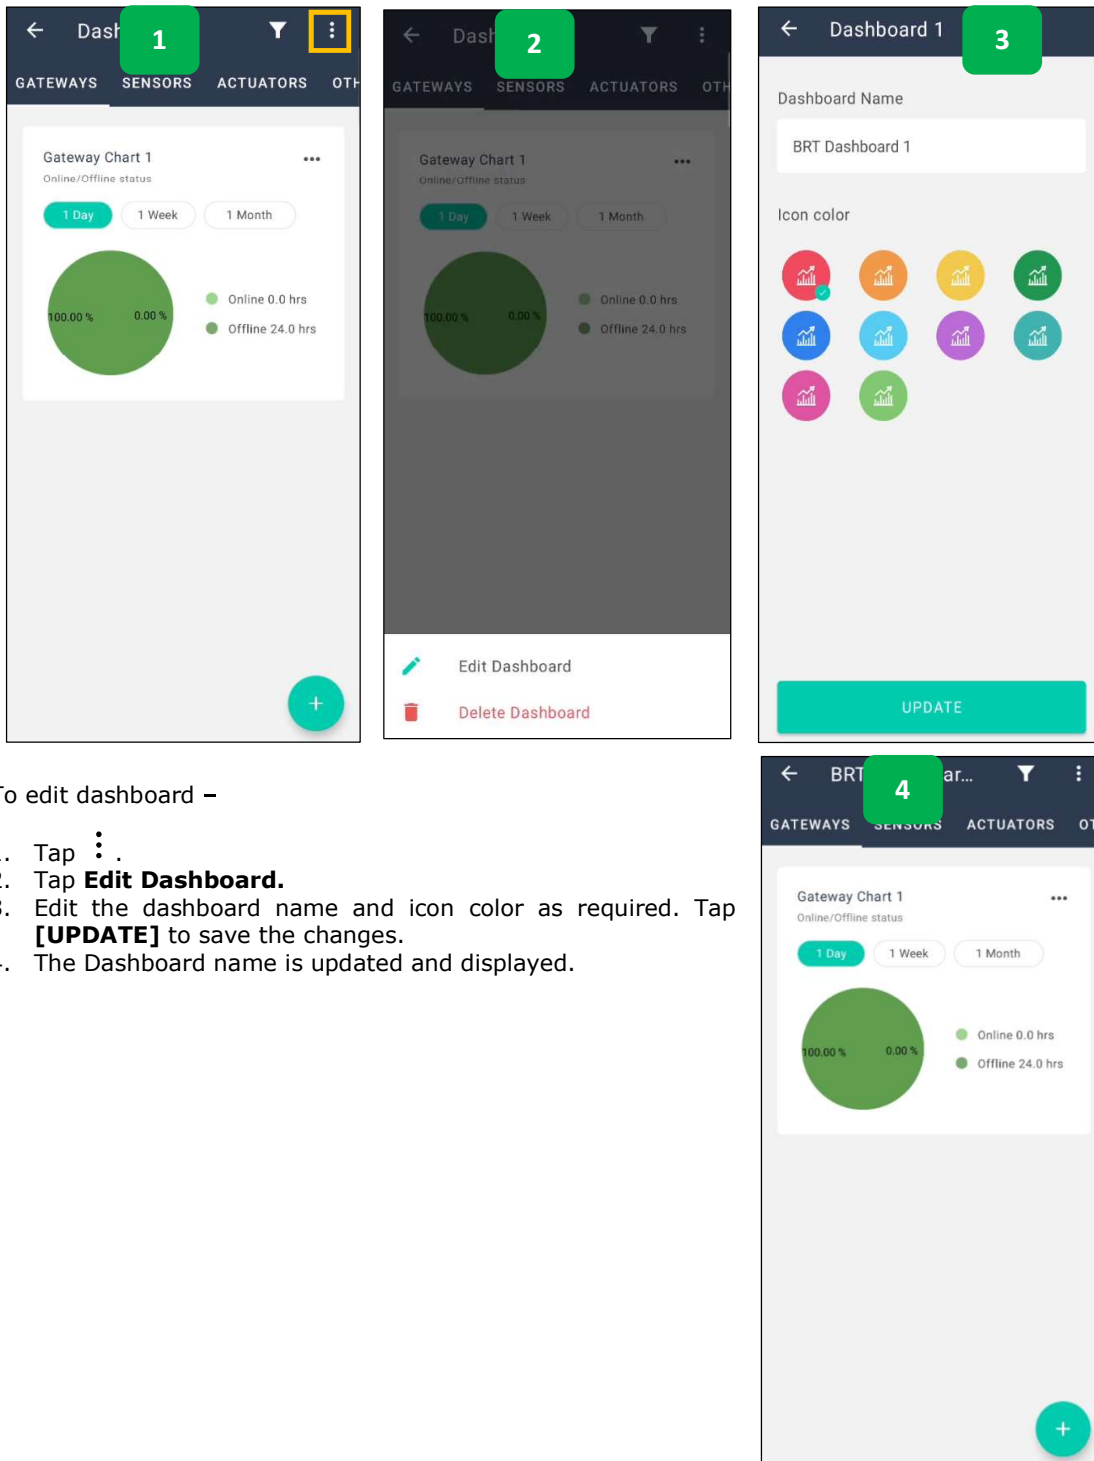 Dash
1
GATEWAYS SENSORS ACTUATORS OTH
Gateway Chart 1
Online/Offline status
1 Day 1 Week 1 Month
100.00 % 0.00 %
Online 0.0 hrs
Offline 24.0 hrs
+
Dash
2
GATEWAYS SENSORS ACTUATORS OTH
Gateway Chart 1
Online/Offline status
1 Day 1 Week 1 Month
100.00 % 0.00 %
Online 0.0 hrs
Offline 24.0 hrs
Edit Dashboard
Delete Dashboard
Dashboard 1
3
Dashboard Name
BRT Dashboard 1
Icon color
UPDATE
To edit dashboard –
1. Tap ⋮ .
2. Tap Edit Dashboard.
3. Edit the dashboard name and icon color as required. Tap
[UPDATE] to save the changes.
4. The Dashboard name is updated and displayed.
BRT ar...
4
GATEWAYS SENSORS ACTUATORS OT
Gateway Chart 1
Online/Offline status
1 Day 1 Week 1 Month
100.00 % 0.00 %
Online 0.0 hrs
Offline 24.0 hrs
+